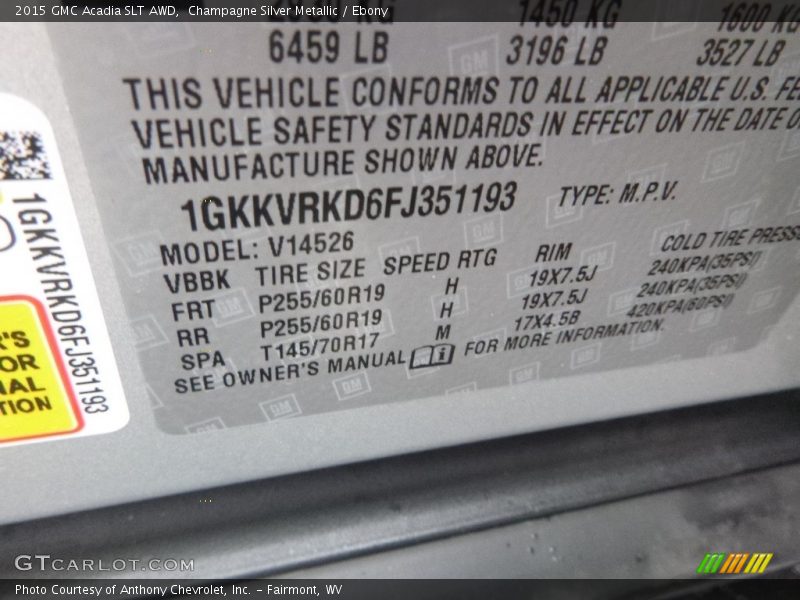 2015 GMC Acadia SLT AWD,  Champagne Silver Metallic / Ebony
1450 KG 1600 KG
6459 LB 3196 LB 3527 LB
THIS VEHICLE CONFORMS TO ALL APPLICABLE U.S. FE
VEHICLE SAFETY STANDARDS IN EFFECT ON THE DATE O
MANUFACTURE SHOWN ABOVE.
1GKKVRKD6FJ351193 TYPE: M.P.V.
MODEL: V14526
VBBK TIRE SIZE SPEED RTG RIM COLD TIRE PRESS
FRT P255/60R19 H 19X7.5J 240KPA(35PSI)
RR P255/60R19 H 19X7.5J 240KPA(35PSI)
SPA T145/70R17 M 17X4.5B 420KPA(60PSI)
SEE OWNER'S MANUAL FOR MORE INFORMATION.
1GKKVRKD6FJ351193
R'S
OR
NAL
TION
GTCARLOT.COM
Photo Courtesy of Anthony Chevrolet, Inc. – Fairmont, WV